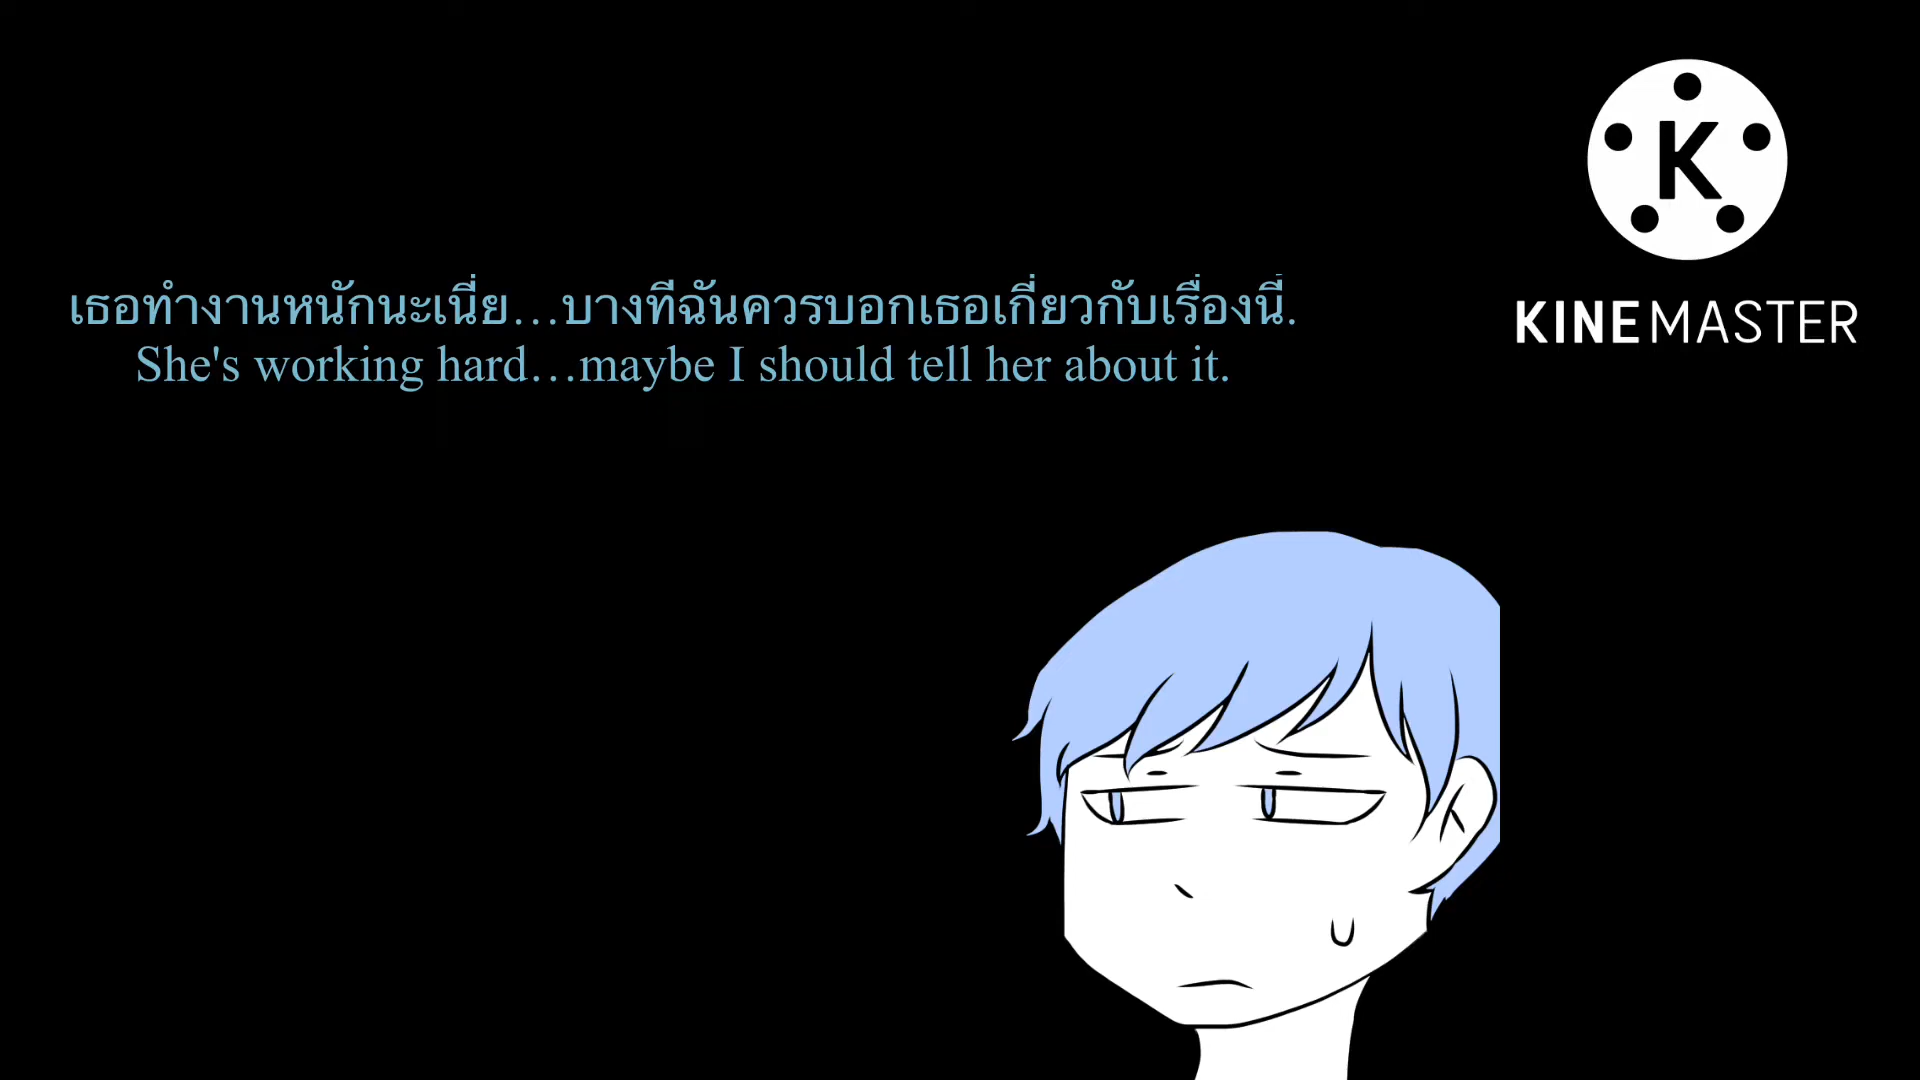 เธอทำงานหนักนะเนี่ย...บางทีฉันควรบอกเธอเกี่ยวกับเรื่องนี้.
She's working hard...maybe I should tell her about it.
K
KINEMASTER